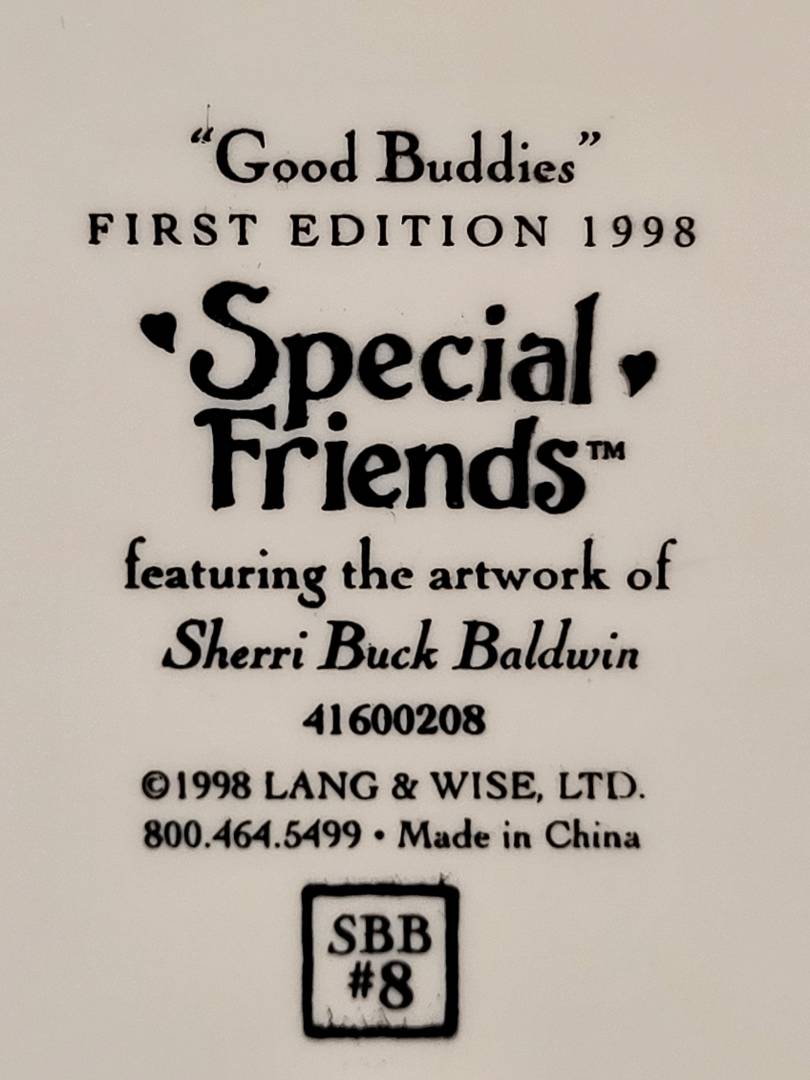 “Good Buddies”
FIRST EDITION 1998
Special
Friends™
featuring the artwork of
Sherri Buck Baldwin
41600208
©1998 LANG & WISE, LTD.
800.464.5499 • Made in China
SBB
#8